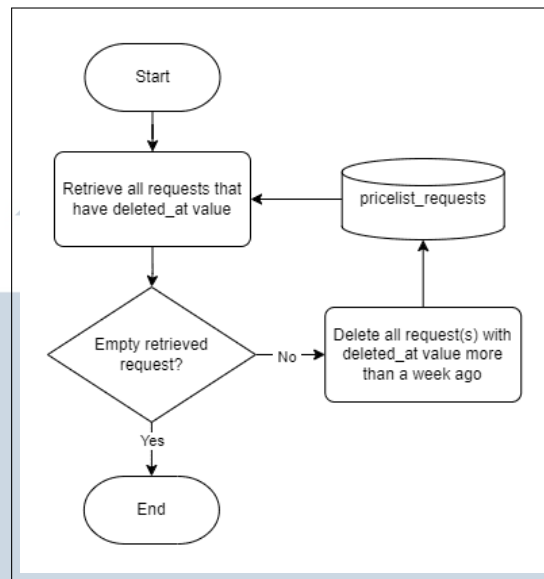 Start
Retrieve all requests that
have deleted_at value
pricelist_requests
Empty retrieved
request?
No
Delete all request(s) with
deleted_at value more
than a week ago
Yes
End